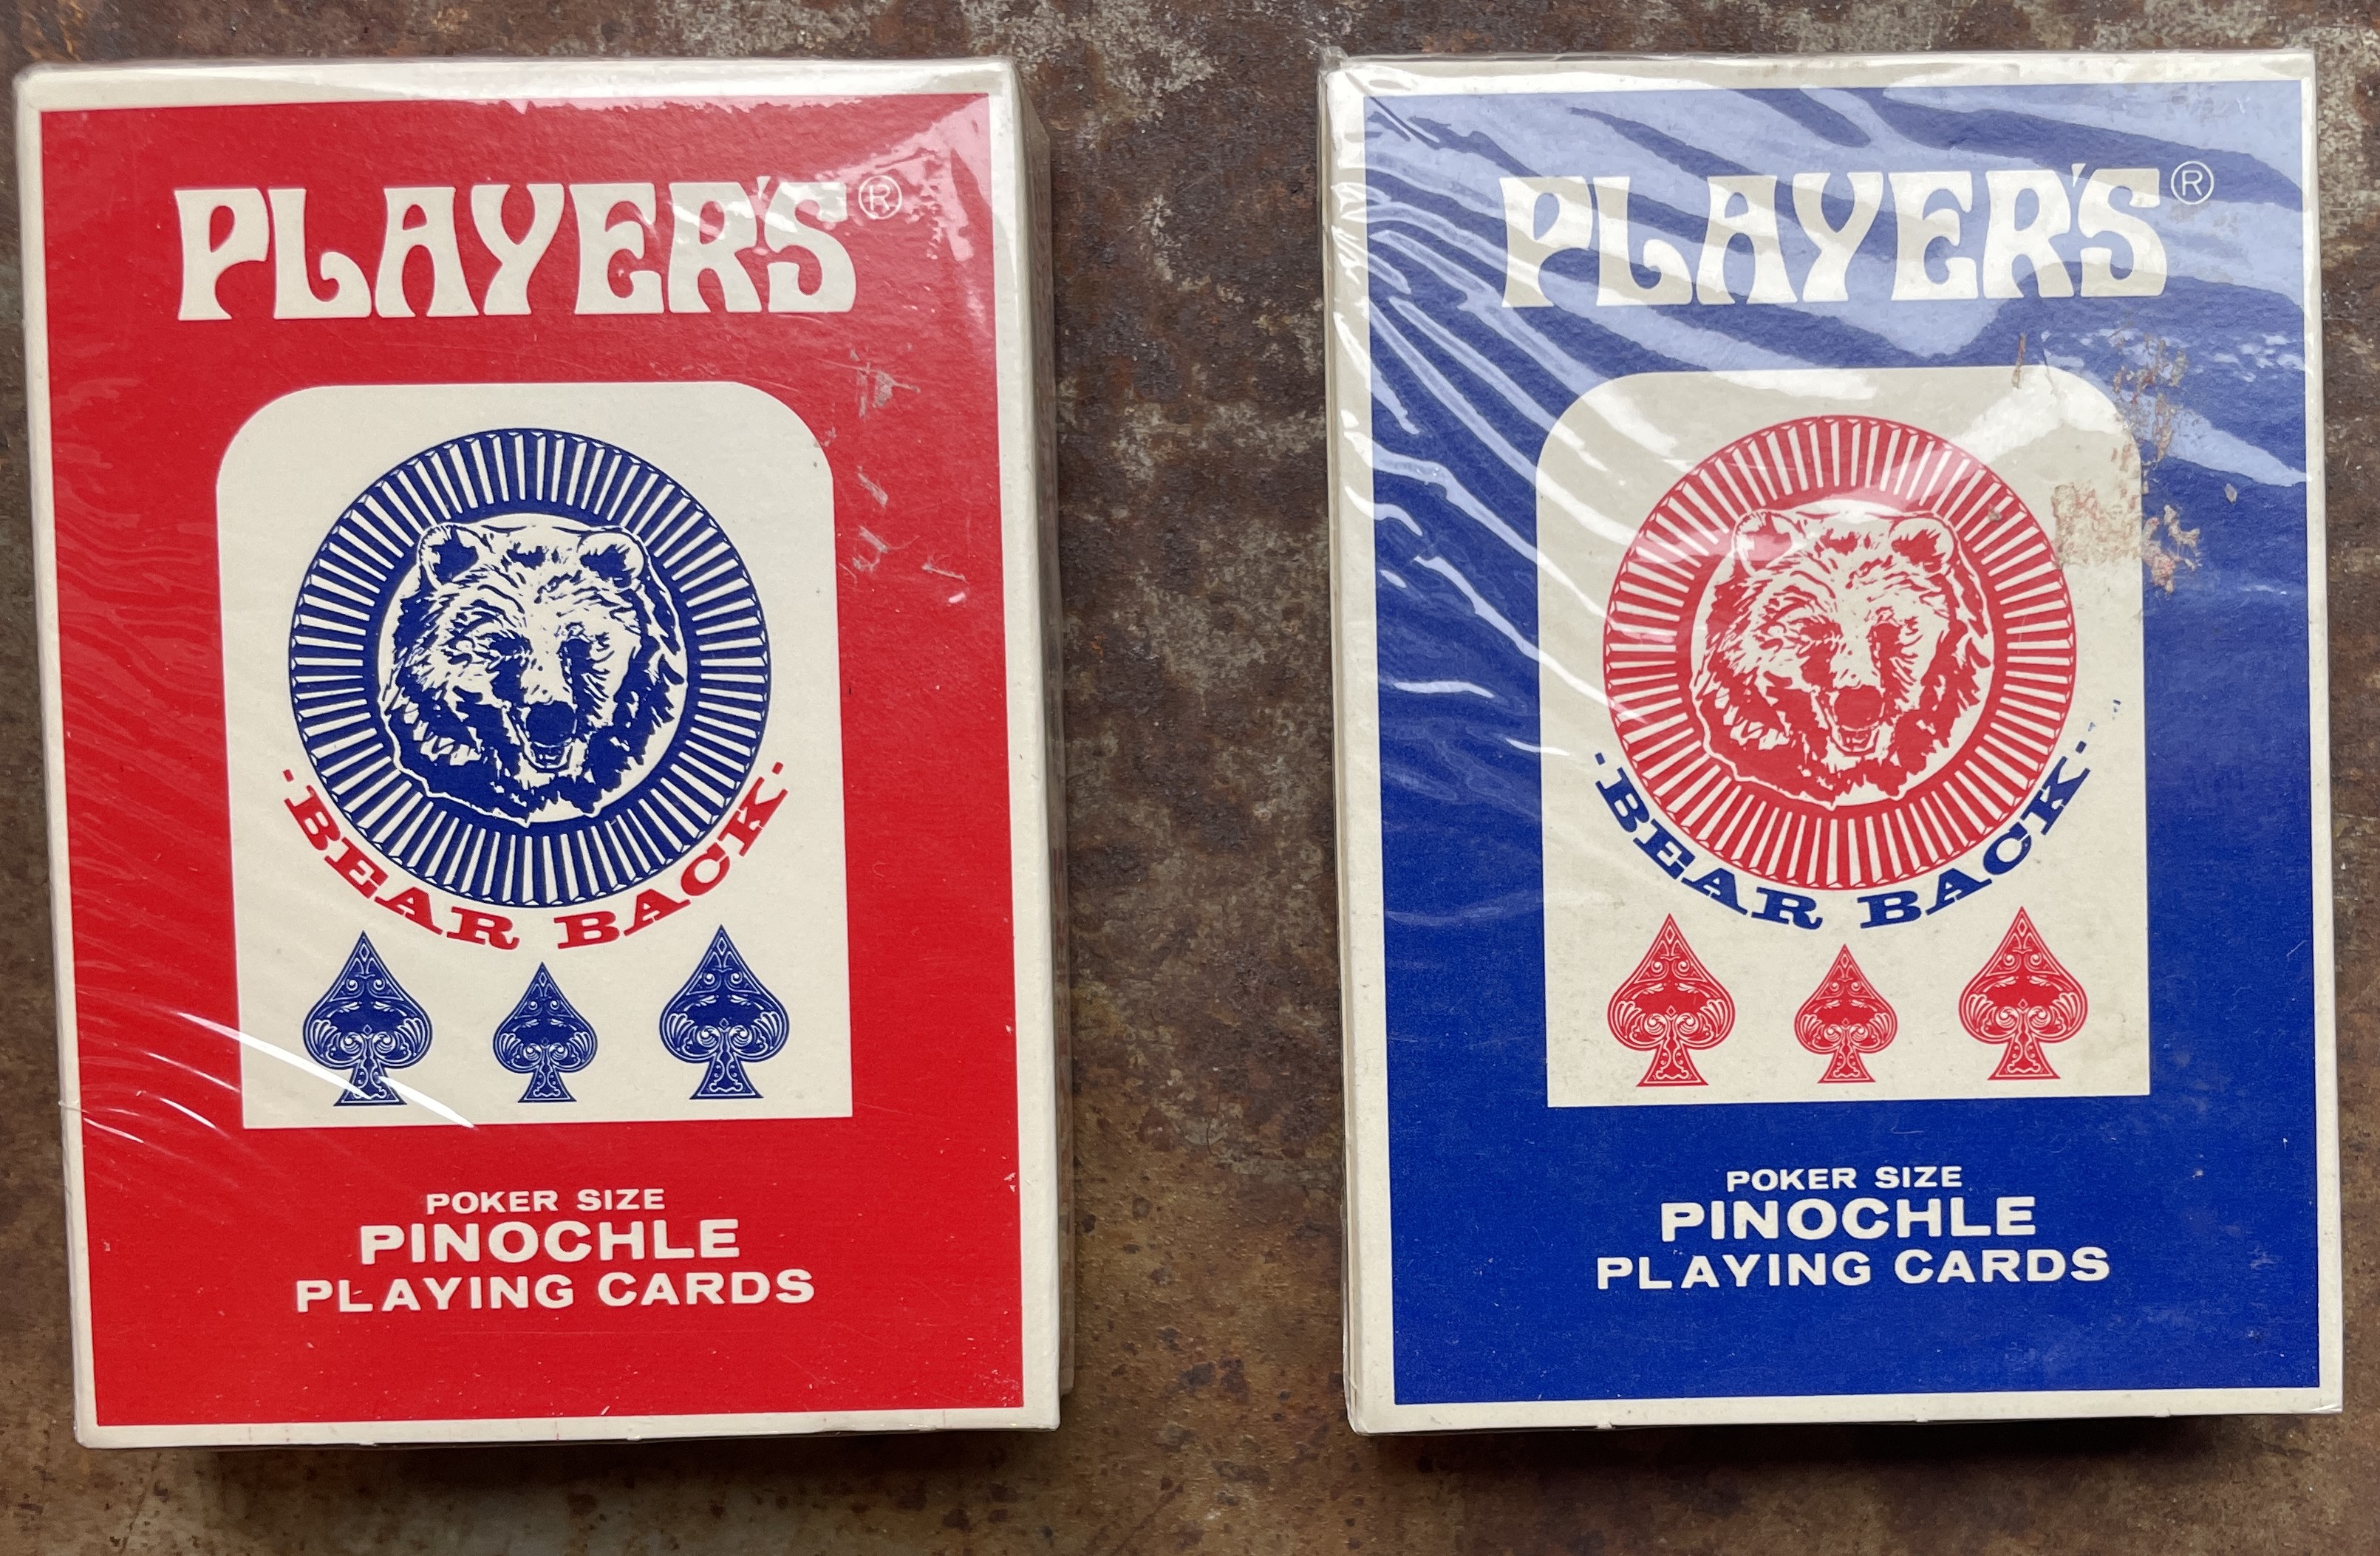 PLAYER'S®
BEAR BACK
POKER SIZE
PINOCHLE
PLAYING CARDS
PLAYER'S®
·BEAR BACK·
POKER SIZE
PINOCHLE
PLAYING CARDS